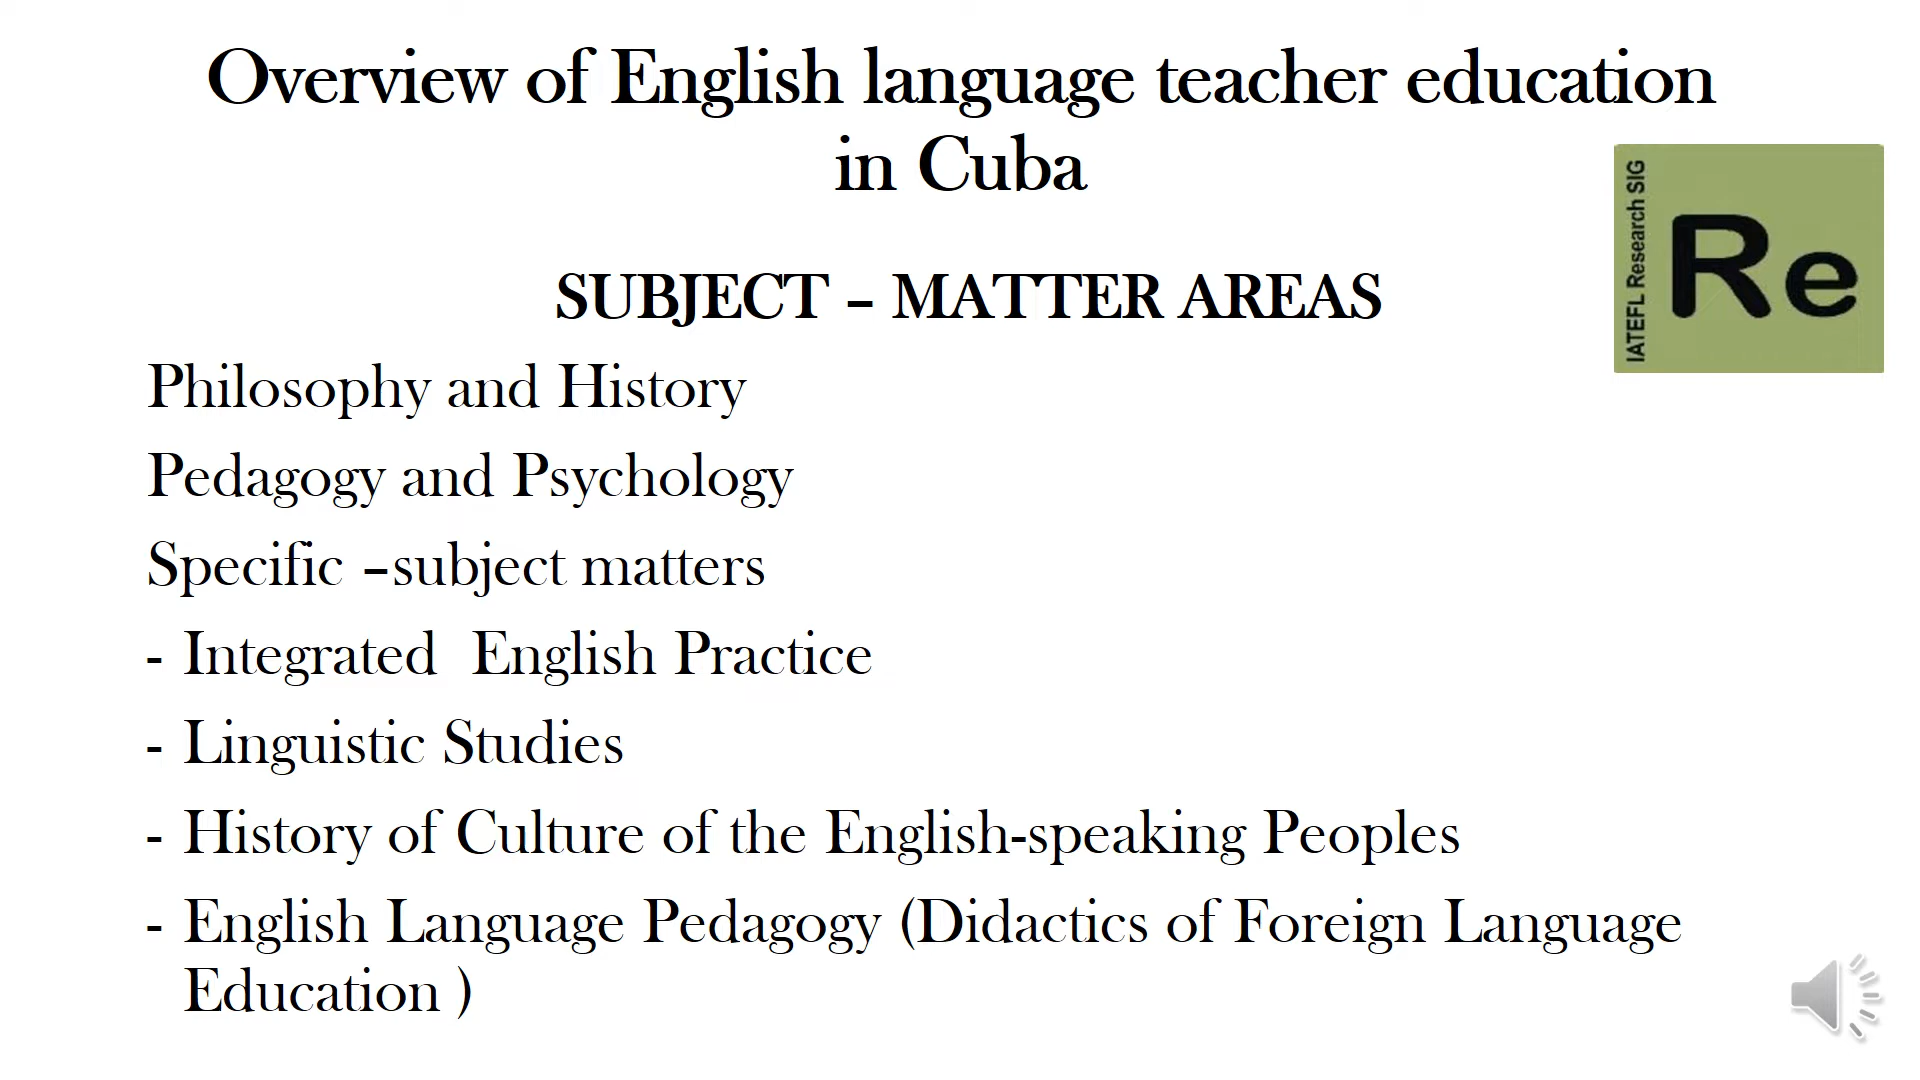 Overview of English language teacher education
in Cuba
IATEFL Research SIG
Re
SUBJECT – MATTER AREAS
Philosophy and History
Pedagogy and Psychology
Specific –subject matters
- Integrated  English Practice
- Linguistic Studies
- History of Culture of the English-speaking Peoples
- English Language Pedagogy (Didactics of Foreign Language
Education )